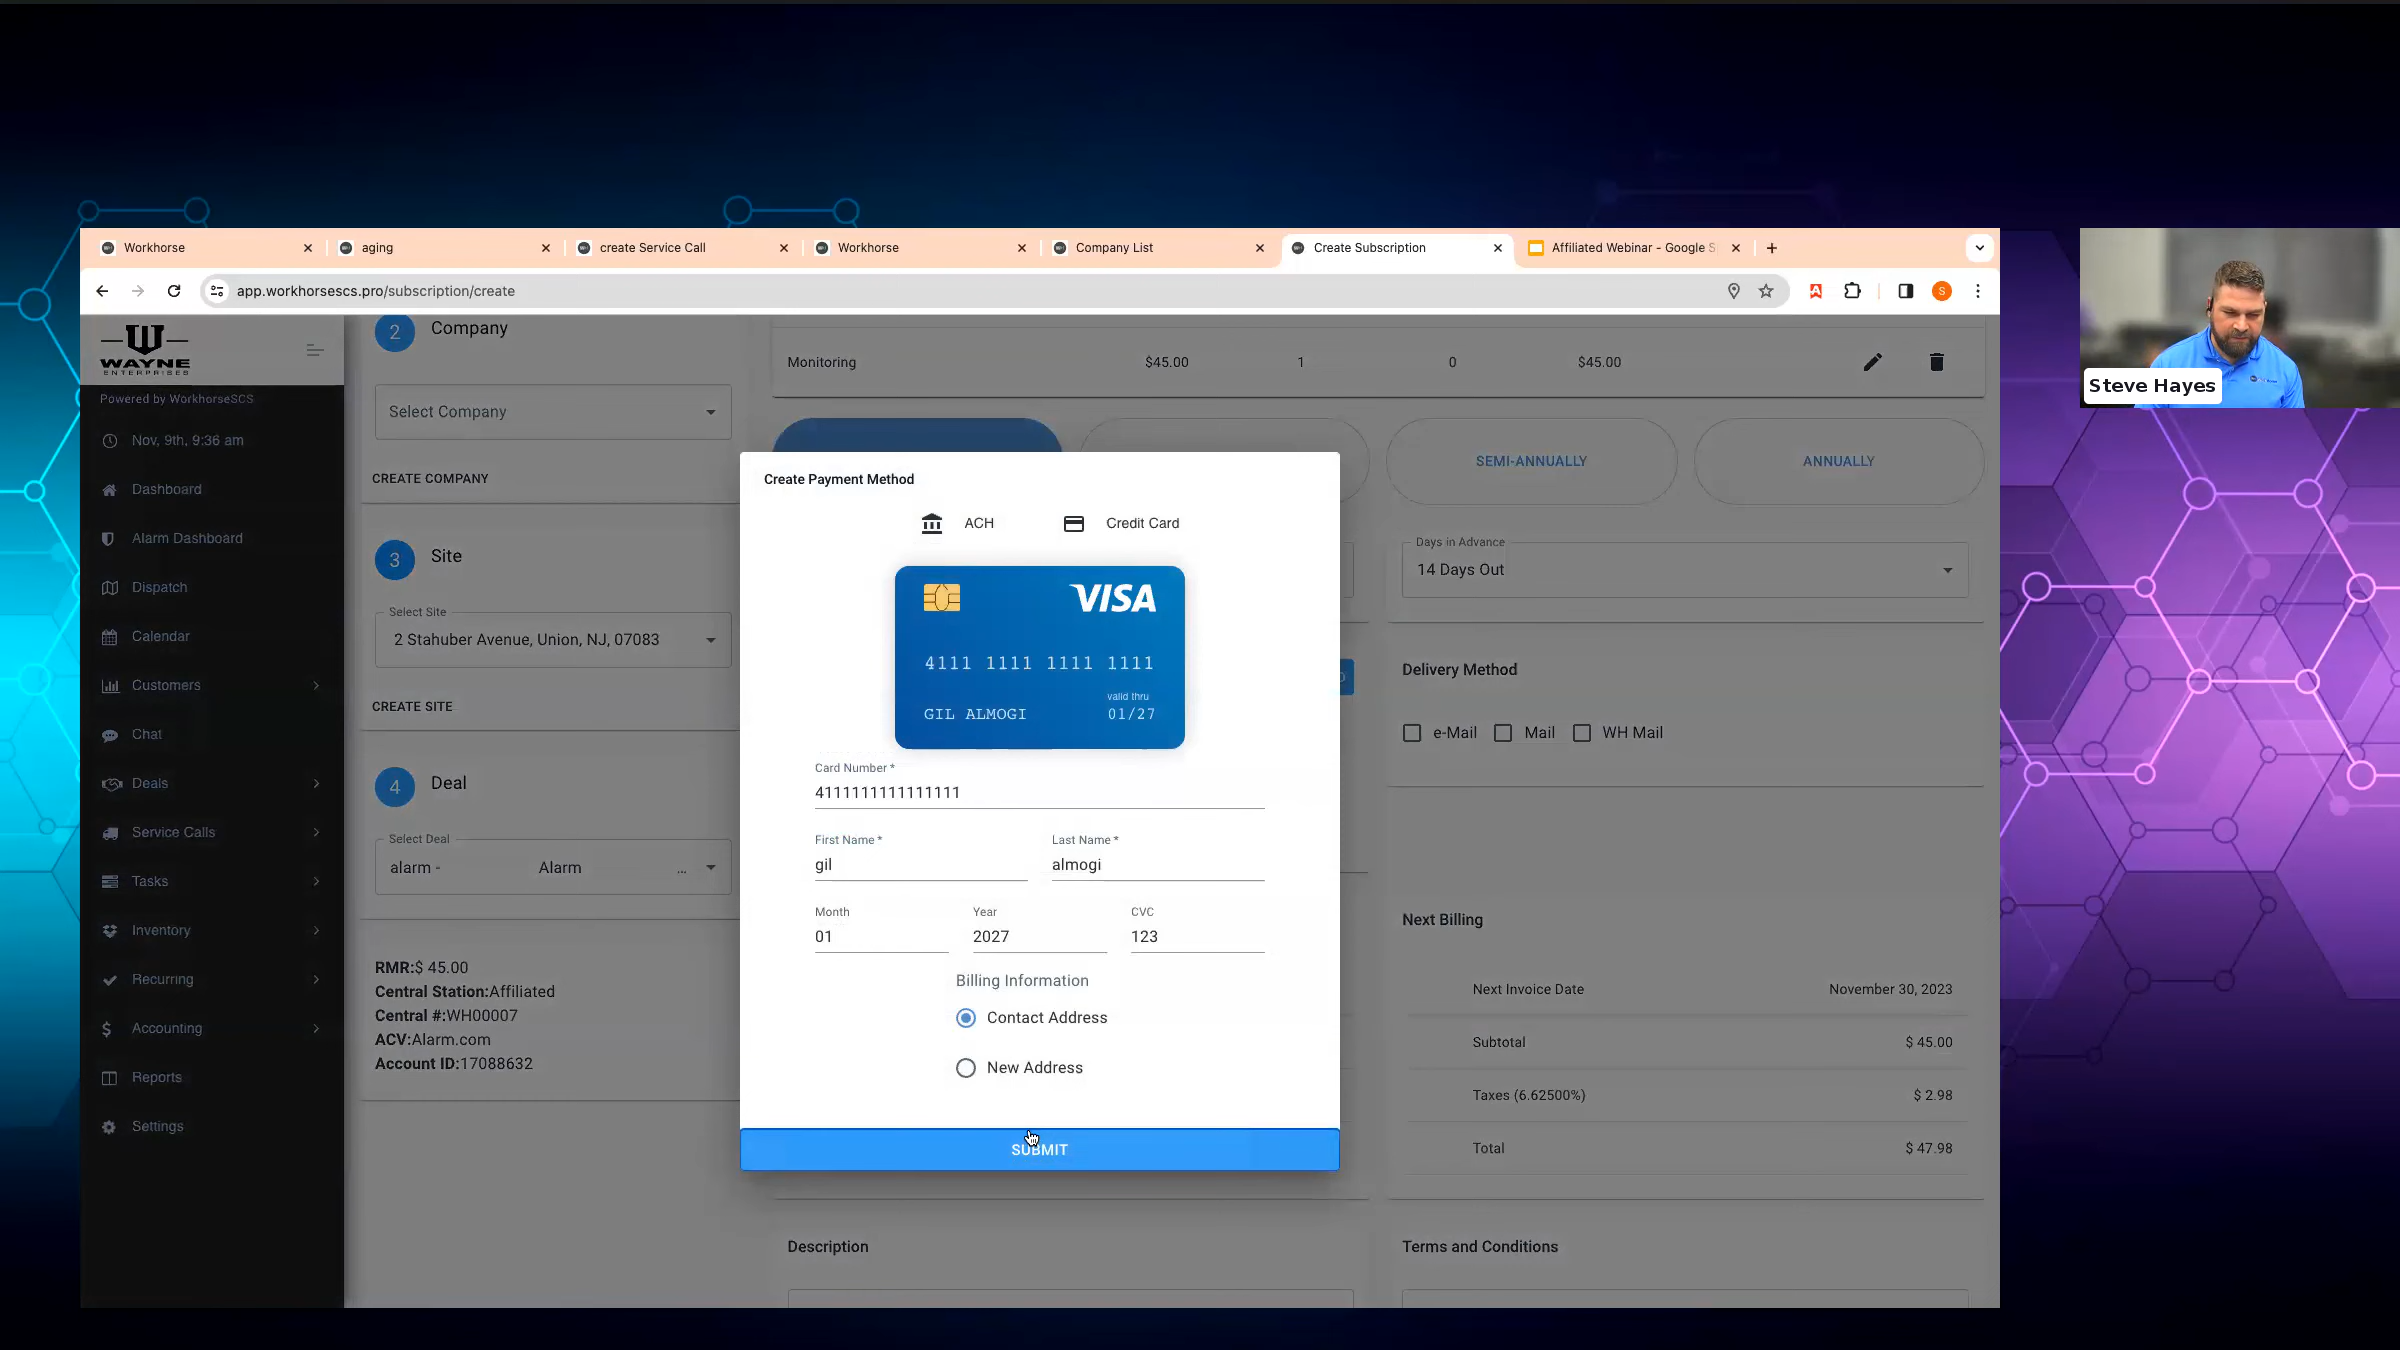 Workhorse
aging
create Service Call
Workhorse
Company List
Create Subscription
Affiliated Webinar - Google S
app.workhorsescs.pro/subscription/create
WAYNE
ENTERPRISES
Powered by WorkhorseSCS
Nov, 9th, 9:36 am
Dashboard
Alarm Dashboard
Dispatch
Calendar
Customers
Chat
Deals
Service Calls
Tasks
Inventory
Recurring
Accounting
Reports
Settings
2 Company
Select Company
CREATE COMPANY
3 Site
Select Site
2 Stahuber Avenue, Union, NJ, 07083
CREATE SITE
4 Deal
Select Deal
alarm - Alarm ...
RMR:$ 45.00
Central Station:Affiliated
Central #:WH00007
ACV:Alarm.com
Account ID:17088632
Monitoring $45.00 1 0 $45.00
SEMI-ANNUALLY
ANNUALLY
Create Payment Method
ACH
Credit Card
VISA
4111 1111 1111 1111
valid thru
GIL ALMOGI 01/27
Card Number *
4111111111111111
First Name *
gil
Last Name *
almogi
Month
01
Year
2027
CVC
123
Billing Information
Contact Address
New Address
SUBMIT
Days in Advance
14 Days Out
Delivery Method
e-Mail
Mail
WH Mail
Next Billing
Next Invoice Date November 30, 2023
Subtotal $ 45.00
Taxes (6.62500%) $ 2.98
Total $ 47.98
Description
Terms and Conditions
S
Steve Hayes